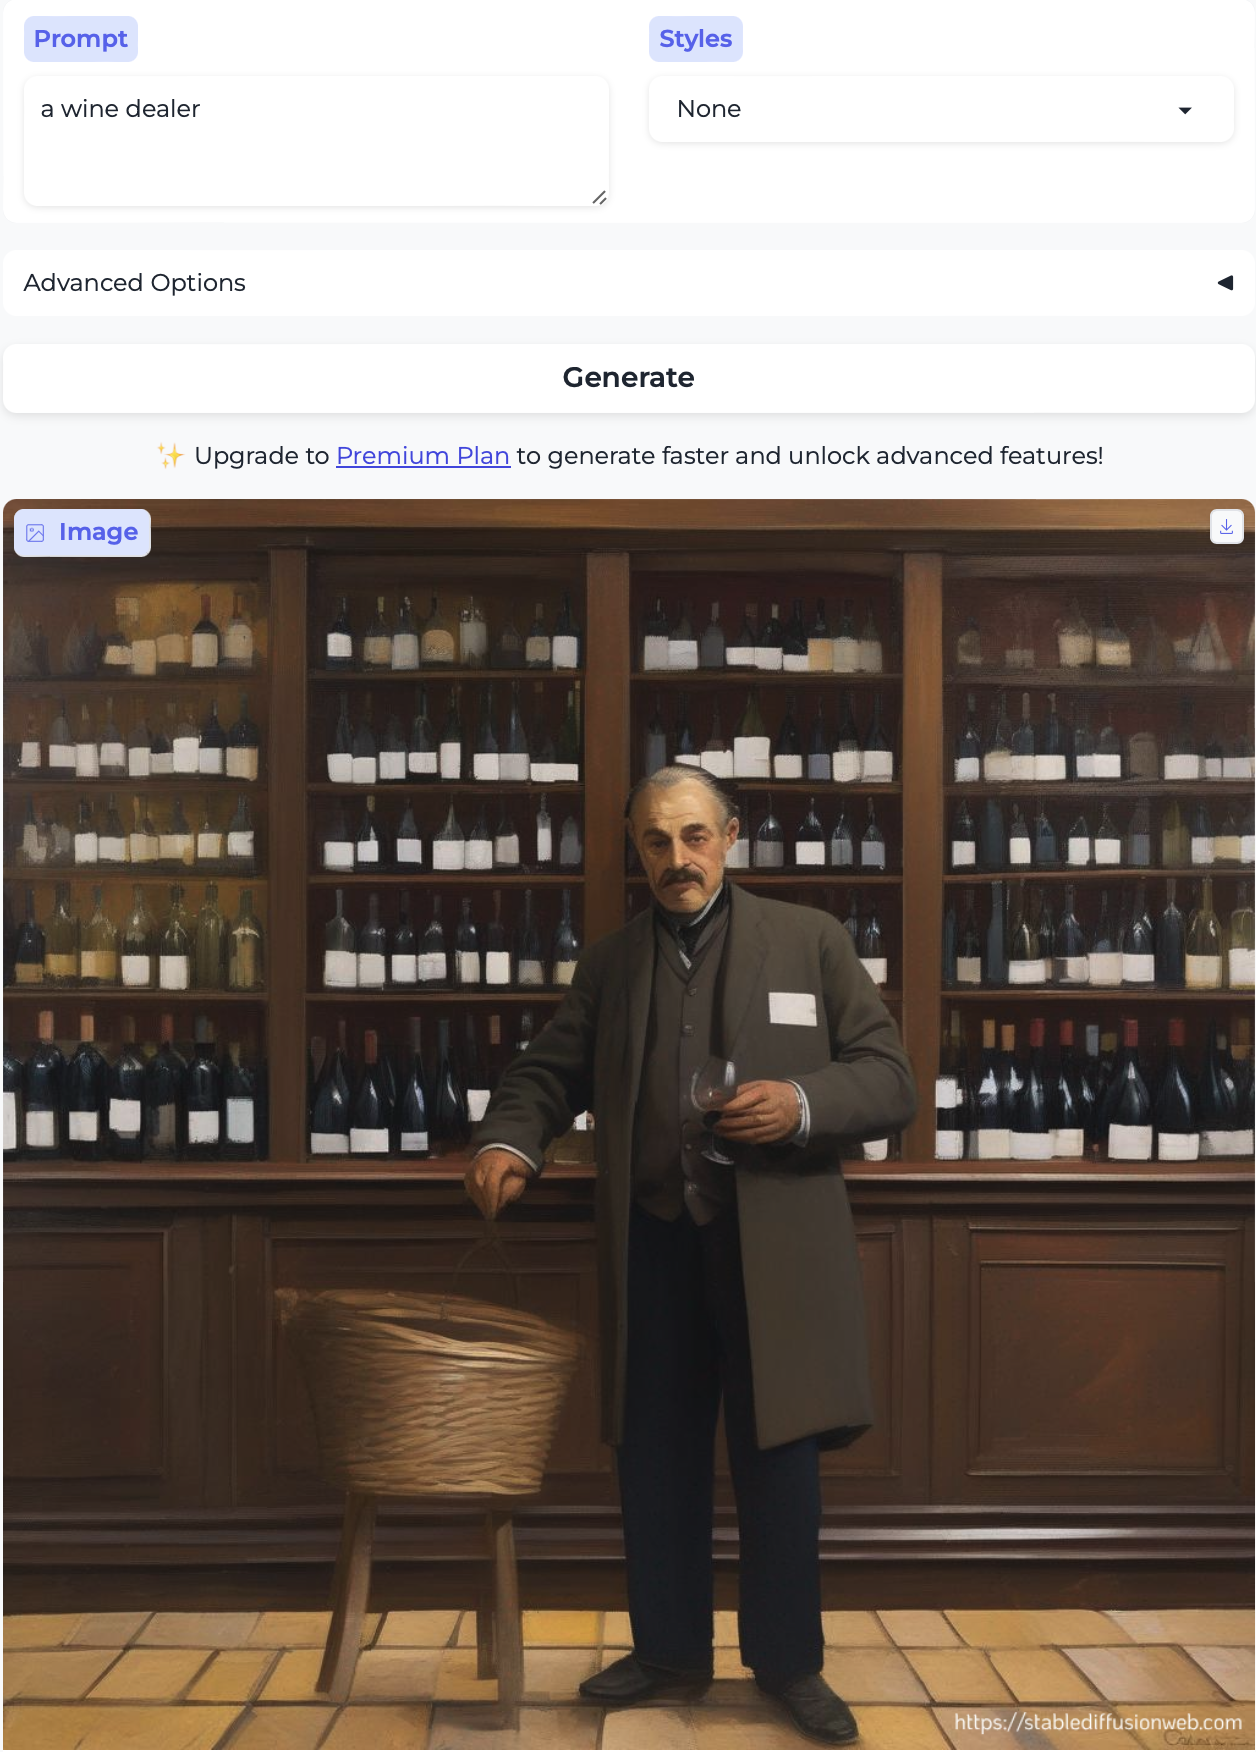 Prompt
Styles
a wine dealer
None
Advanced Options
Generate
✨ Upgrade to Premium Plan to generate faster and unlock advanced features!
Image
https://stablediffusionweb.com